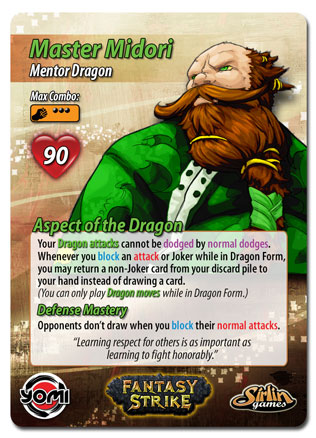 Master Midori
Mentor Dragon
Max Combo:
90
Aspect of the Dragon
Your Dragon attacks cannot be dodged by normal dodges.
Whenever you block an attack or Joker while in Dragon Form,
you may return a non-Joker card from your discard pile to
your hand instead of drawing a card.
(You can only play Dragon moves while in Dragon Form.)
Defense Mastery
Opponents don't draw when you block their normal attacks.
"Learning respect for others is as important as
learning to fight honorably."
YOMI
FANTASY
STRIKE
Sirlin
games